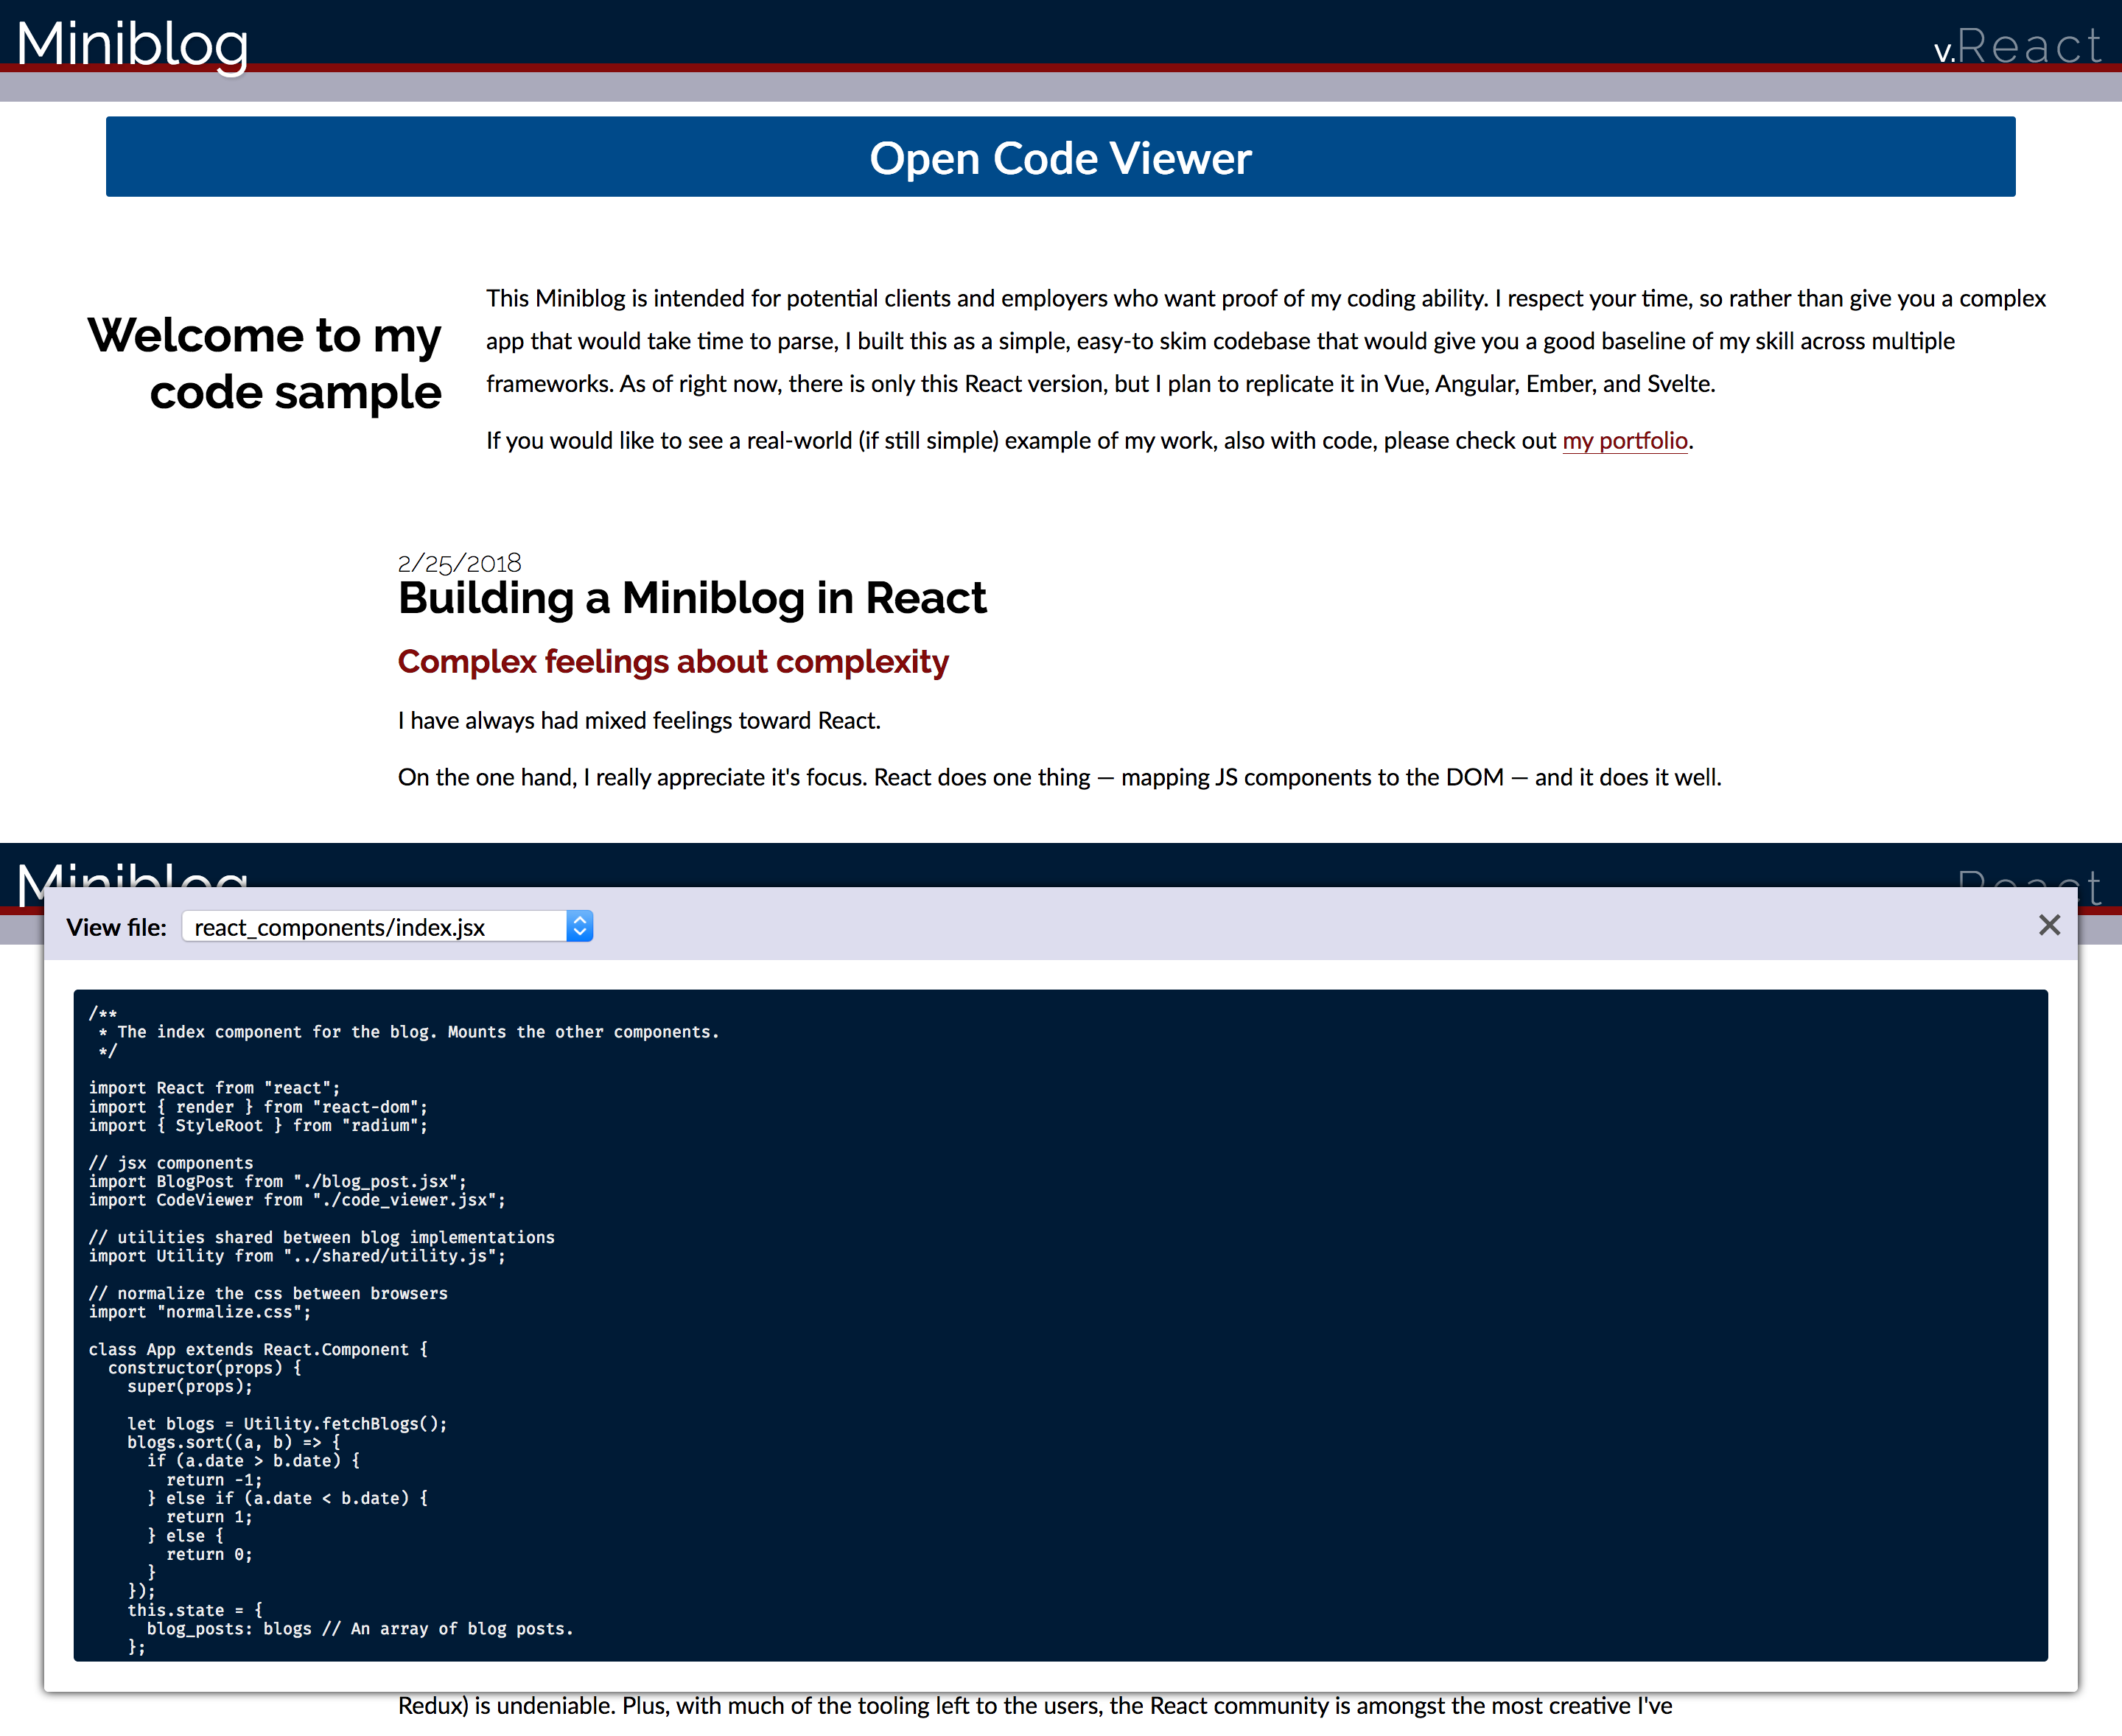 Miniblog
v.React
Open Code Viewer
Welcome to my
code sample
This Miniblog is intended for potential clients and employers who want proof of my coding ability. I respect your time, so rather than give you a complex
app that would take time to parse, I built this as a simple, easy-to skim codebase that would give you a good baseline of my skill across multiple
frameworks. As of right now, there is only this React version, but I plan to replicate it in Vue, Angular, Ember, and Svelte.
If you would like to see a real-world (if still simple) example of my work, also with code, please check out my portfolio.
2/25/2018
Building a Miniblog in React
Complex feelings about complexity
I have always had mixed feelings toward React.
On the one hand, I really appreciate it's focus. React does one thing — mapping JS components to the DOM — and it does it well.
Miniblog
React
View file: react_components/index.jsx
/**
 * The index component for the blog. Mounts the other components.
 */
import React from "react";
import { render } from "react-dom";
import { StyleRoot } from "radium";
// jsx components
import BlogPost from "./blog_post.jsx";
import CodeViewer from "./code_viewer.jsx";
// utilities shared between blog implementations
import Utility from "../shared/utility.js";
// normalize the css between browsers
import "normalize.css";
class App extends React.Component {
  constructor(props) {
    super(props);
    let blogs = Utility.fetchBlogs();
    blogs.sort((a, b) => {
      if (a.date > b.date) {
        return -1;
      } else if (a.date < b.date) {
        return 1;
      } else {
        return 0;
      }
    });
    this.state = {
      blog_posts: blogs // An array of blog posts.
    };
Redux) is undeniable. Plus, with much of the tooling left to the users, the React community is amongst the most creative I've